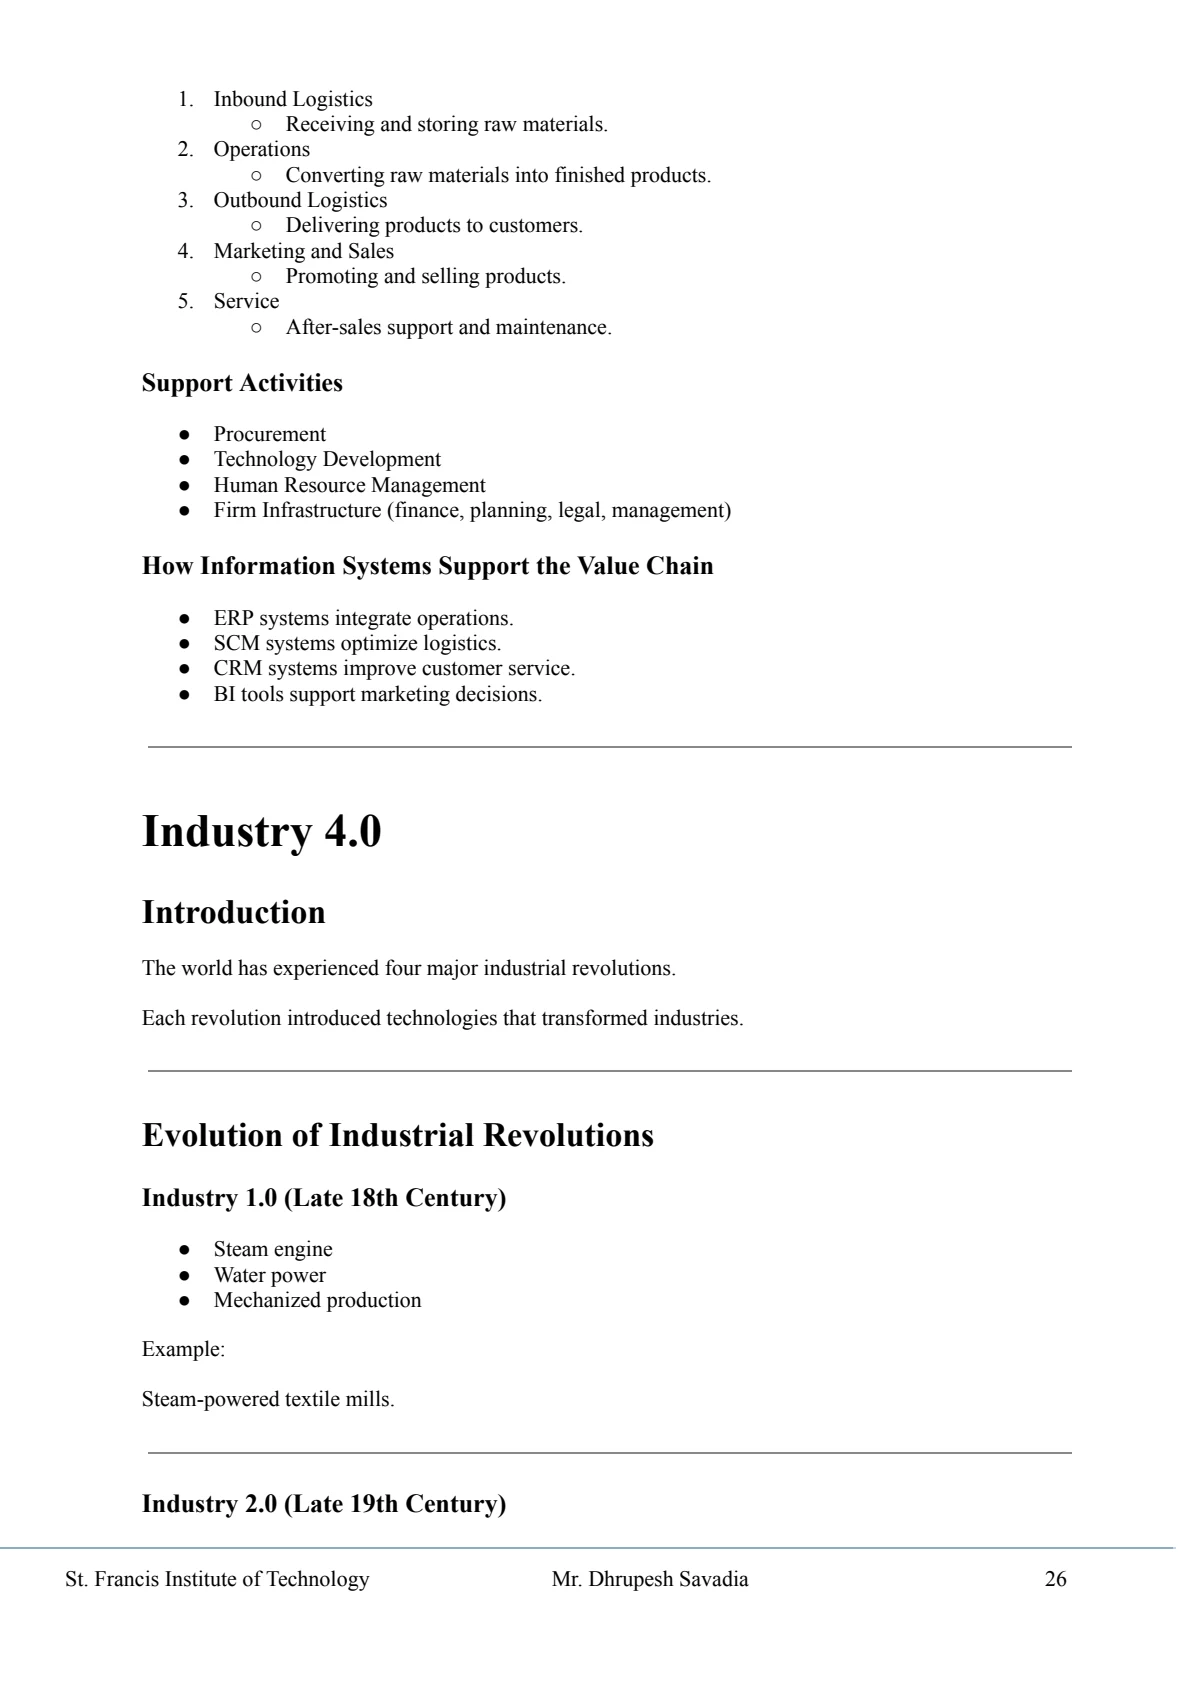 1. Inbound Logistics
○ Receiving and storing raw materials.
2. Operations
○ Converting raw materials into finished products.
3. Outbound Logistics
○ Delivering products to customers.
4. Marketing and Sales
○ Promoting and selling products.
5. Service
○ After-sales support and maintenance.
Support Activities
● Procurement
● Technology Development
● Human Resource Management
● Firm Infrastructure (finance, planning, legal, management)
How Information Systems Support the Value Chain
● ERP systems integrate operations.
● SCM systems optimize logistics.
● CRM systems improve customer service.
● BI tools support marketing decisions.
Industry 4.0
Introduction
The world has experienced four major industrial revolutions.
Each revolution introduced technologies that transformed industries.
Evolution of Industrial Revolutions
Industry 1.0 (Late 18th Century)
● Steam engine
● Water power
● Mechanized production
Example:
Steam-powered textile mills.
Industry 2.0 (Late 19th Century)
St. Francis Institute of Technology Mr. Dhrupesh Savadia 26